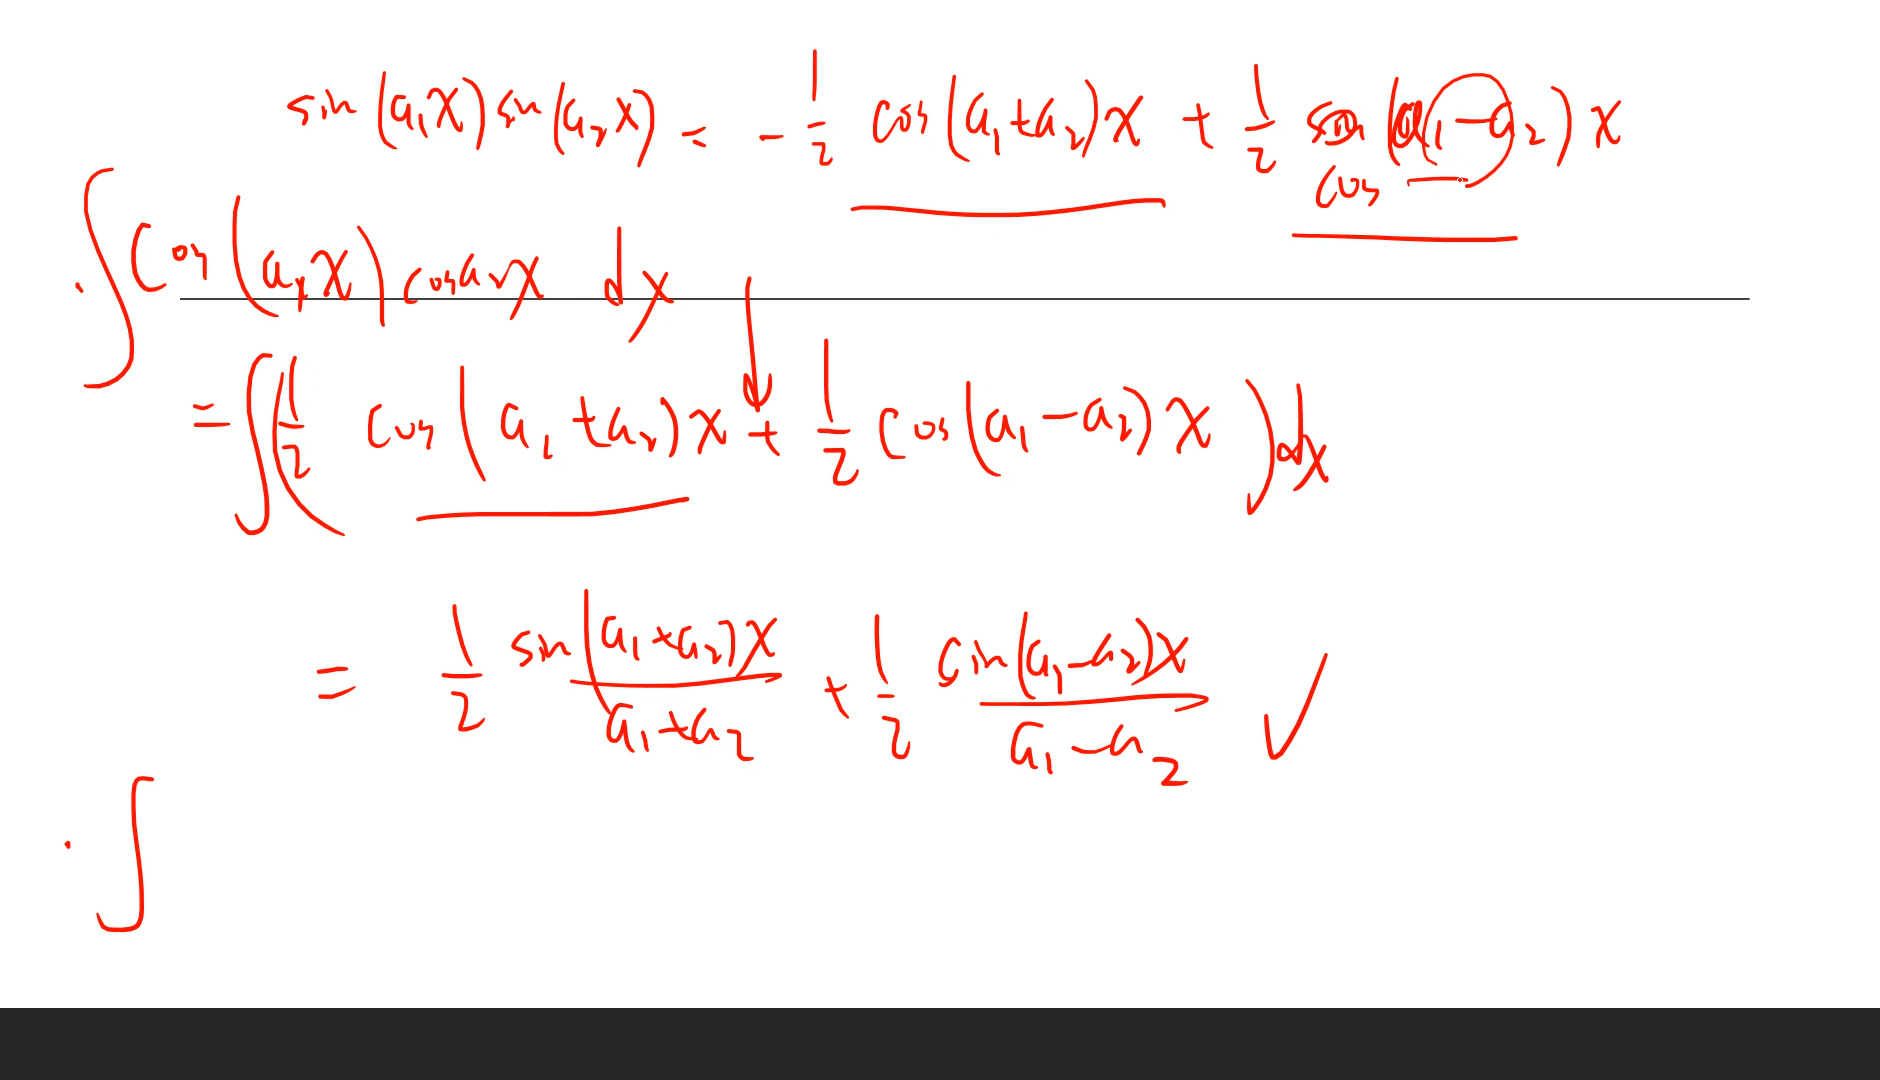 sin(a₁x)sin(a₂x) = -1/2 cos(a₁+a₂)x + 1/2 cos(a₁-a₂)x
· ∫cos(a₁x)cos a₂x dx
= ∫(1/2 cos(a₁+a₂)x + 1/2 cos(a₁-a₂)x)dx
= 1/2 sin(a₁+a₂)x/a₁+a₂ + 1/2 sin(a₁-a₂)x/a₁-a₂ ✓
· ∫